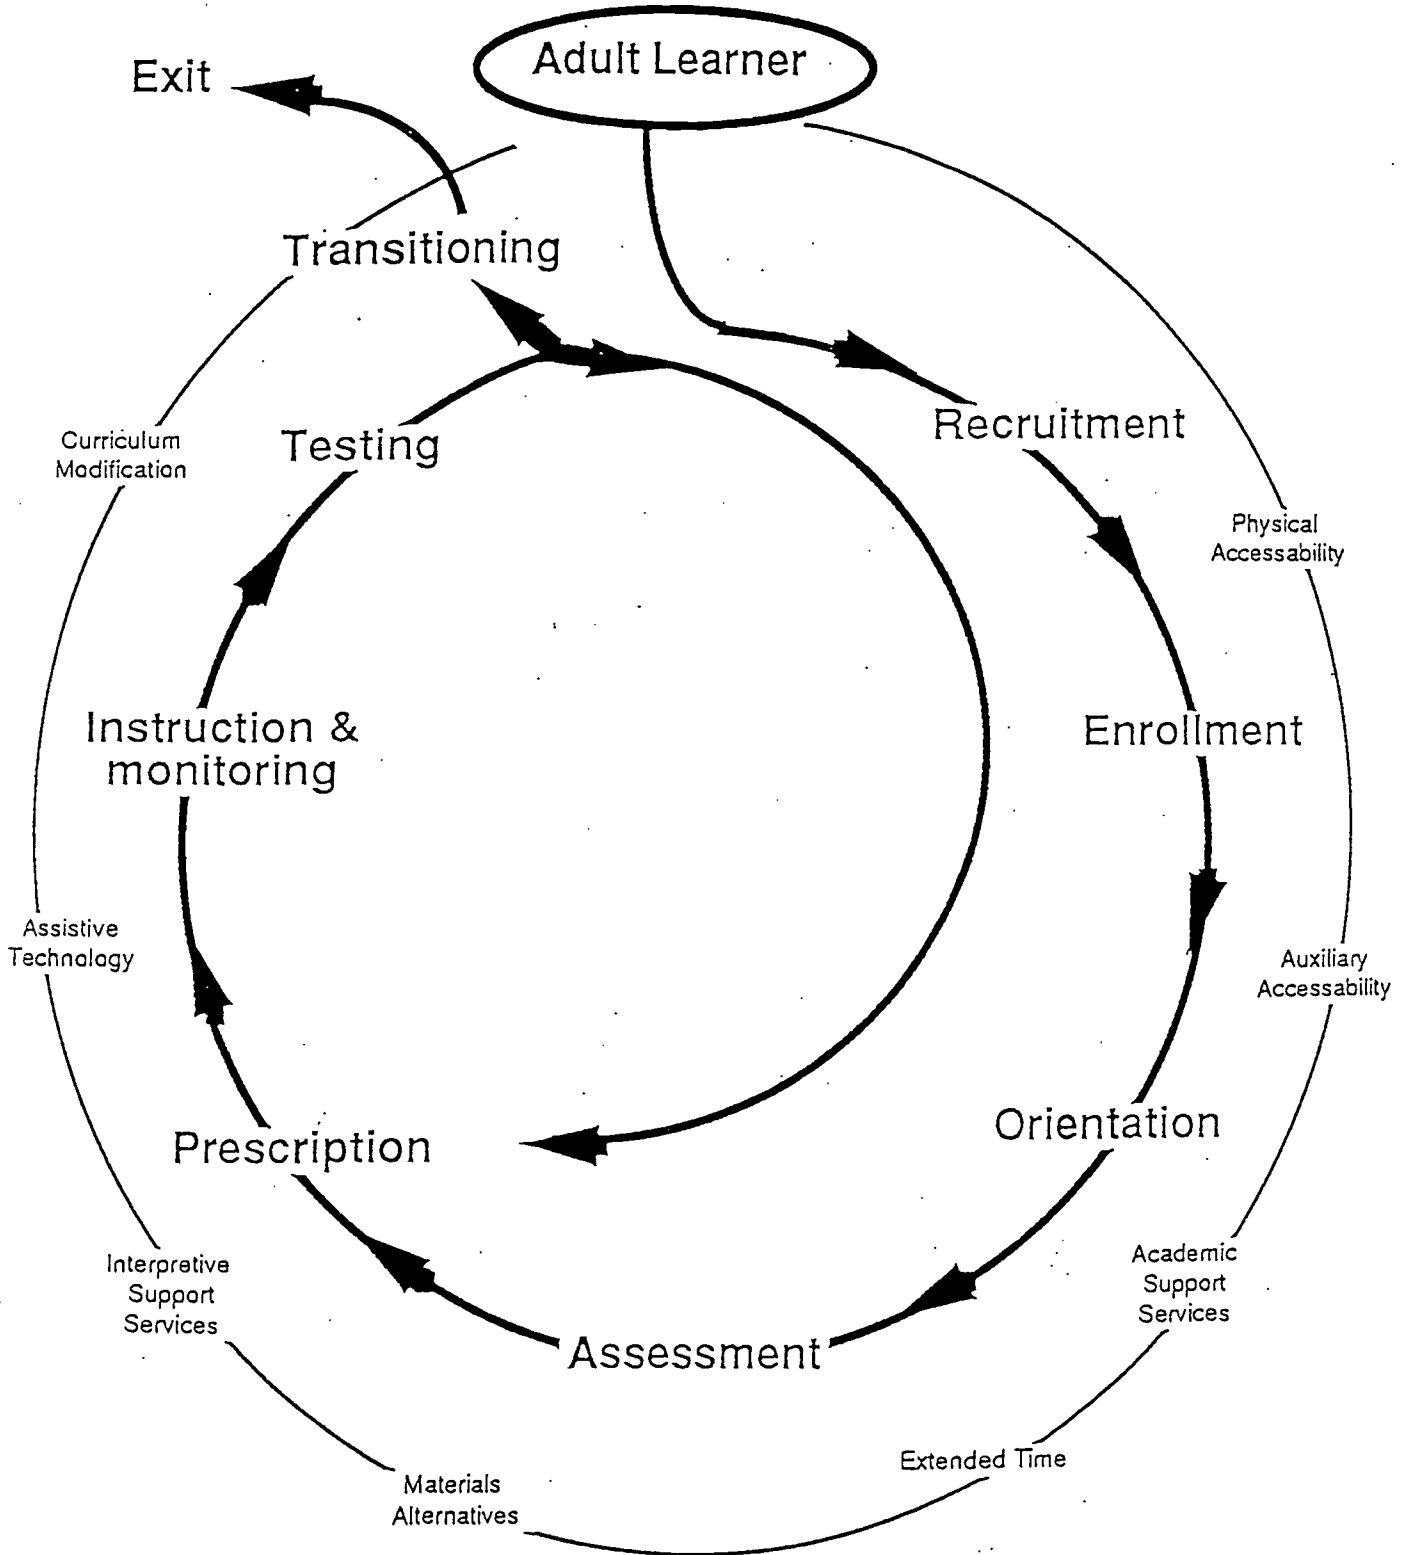 Adult Learner
Exit
Transitioning
Recruitment
Curriculum
Modification
Testing
Physical
Accessability
Instruction &
monitoring
Enrollment
Assistive
Technology
Auxiliary
Accessability
Prescription
Orientation
Interpretive
Support
Services
Academic
Support
Services
Assessment
Extended Time
Materials
Alternatives